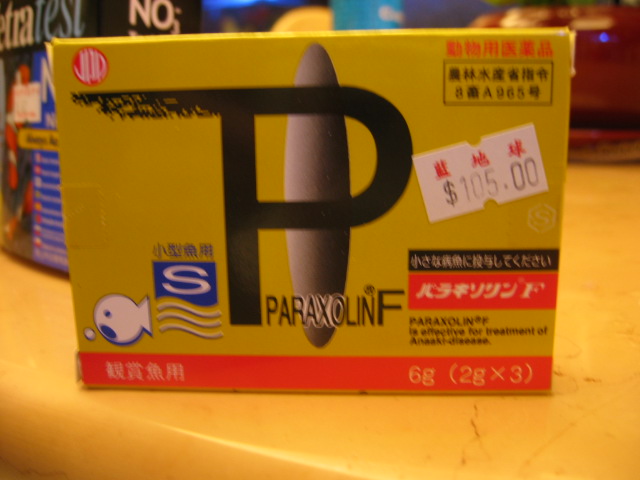 etratest
NO3
JPD
動物用医薬品
農林水産省指令
8畜A965号
藍地球
$105.00
小型魚用
S
P
PARAXOLIN®F
小さな病魚に投与してください
パラキソリン®F
PARAXOLIN®F
is effective for treatment of
Anaaki-disease.
観賞魚用
6g（2g×3）